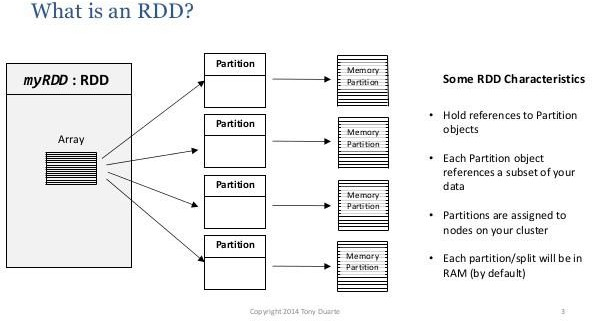 What is an RDD?
myRDD : RDD
Array
Partition
Partition
Partition
Partition
Memory
Partition
Memory
Partition
Memory
Partition
Memory
Partition
Some RDD Characteristics
• Hold references to Partition
objects
• Each Partition object
references a subset of your
data
• Partitions are assigned to
nodes on your cluster
• Each partition/split will be in
RAM (by default)
Copyright 2014 Tony Duarte
3